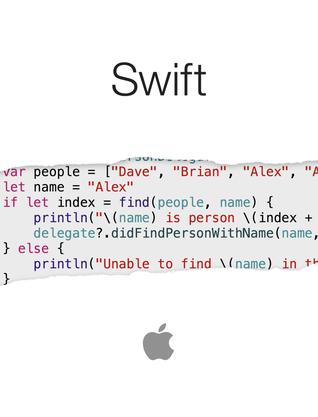 Swift
var people = ["Dave", "Brian", "Alex", "A
let name = "Alex"
if let index = find(people, name) {
println("\(name) is person \(index +
delegate?.didFindPersonWithName(name,
} else {
println("Unable to find \(name) in th
}